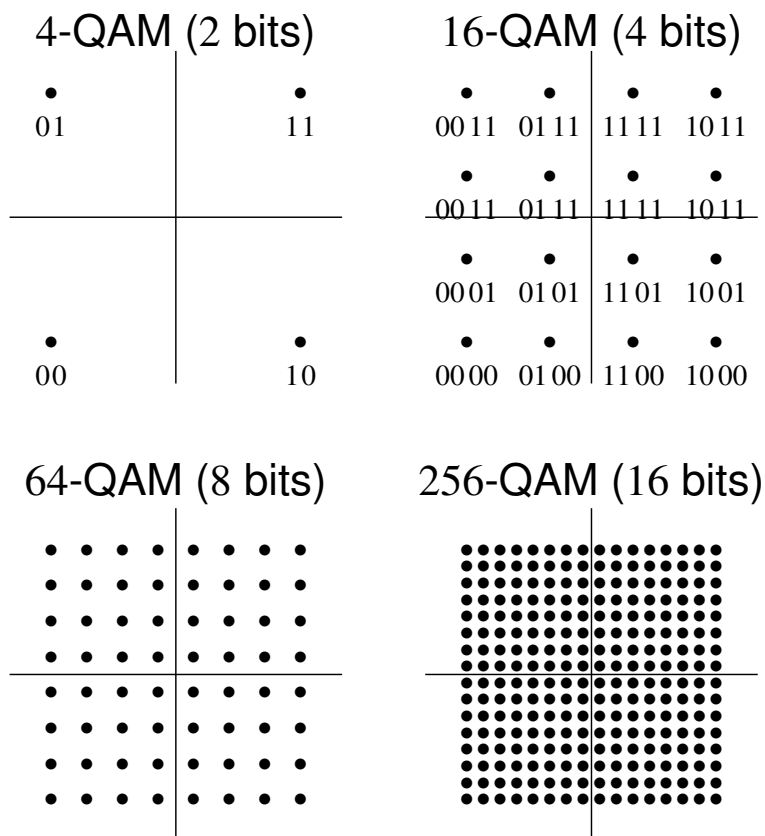 4-QAM (2 bits)
01 11
00 10
16-QAM (4 bits)
0011 0111 1111 1011
0011 0111 1111 1011
0001 0101 1101 1001
0000 0100 1100 1000
64-QAM (8 bits)
256-QAM (16 bits)